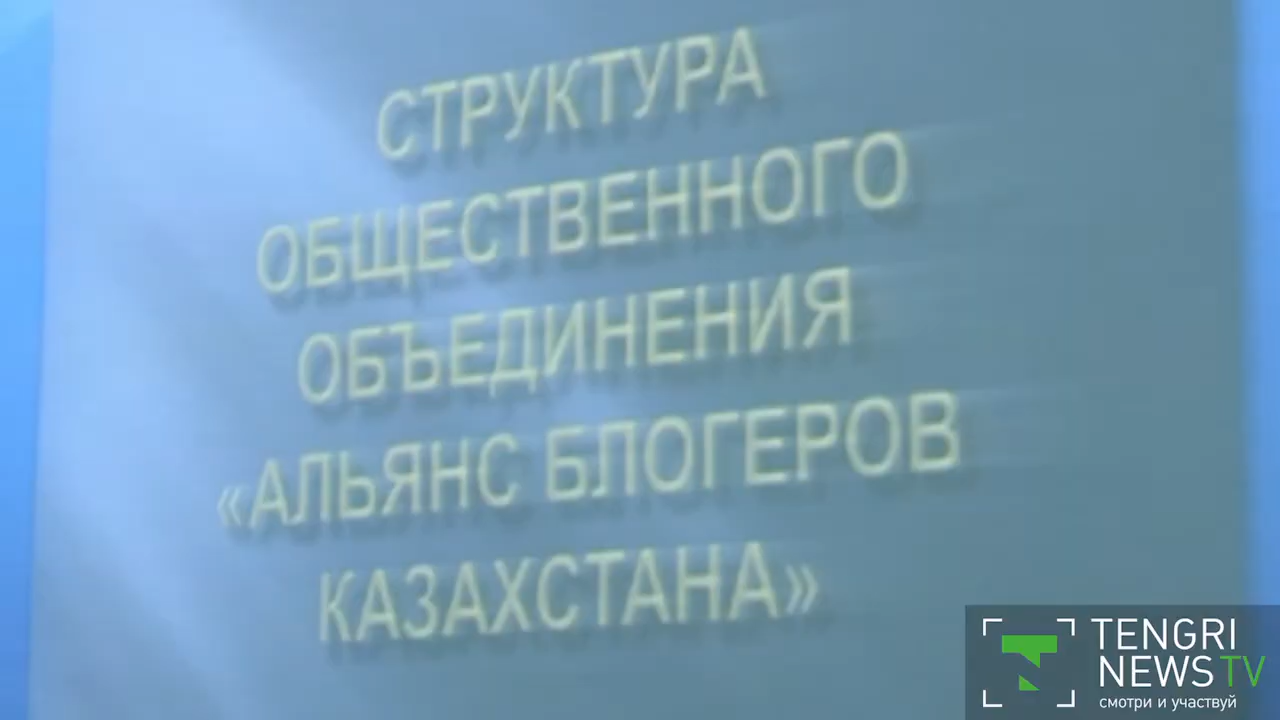 СТРУКТУРА
ОБЩЕСТВЕННОГО
ОБЪЕДИНЕНИЯ
«АЛЬЯНС БЛОГЕРОВ
КАЗАХСТАНА»
TENGRI
NEWS TV
смотри и участвуй